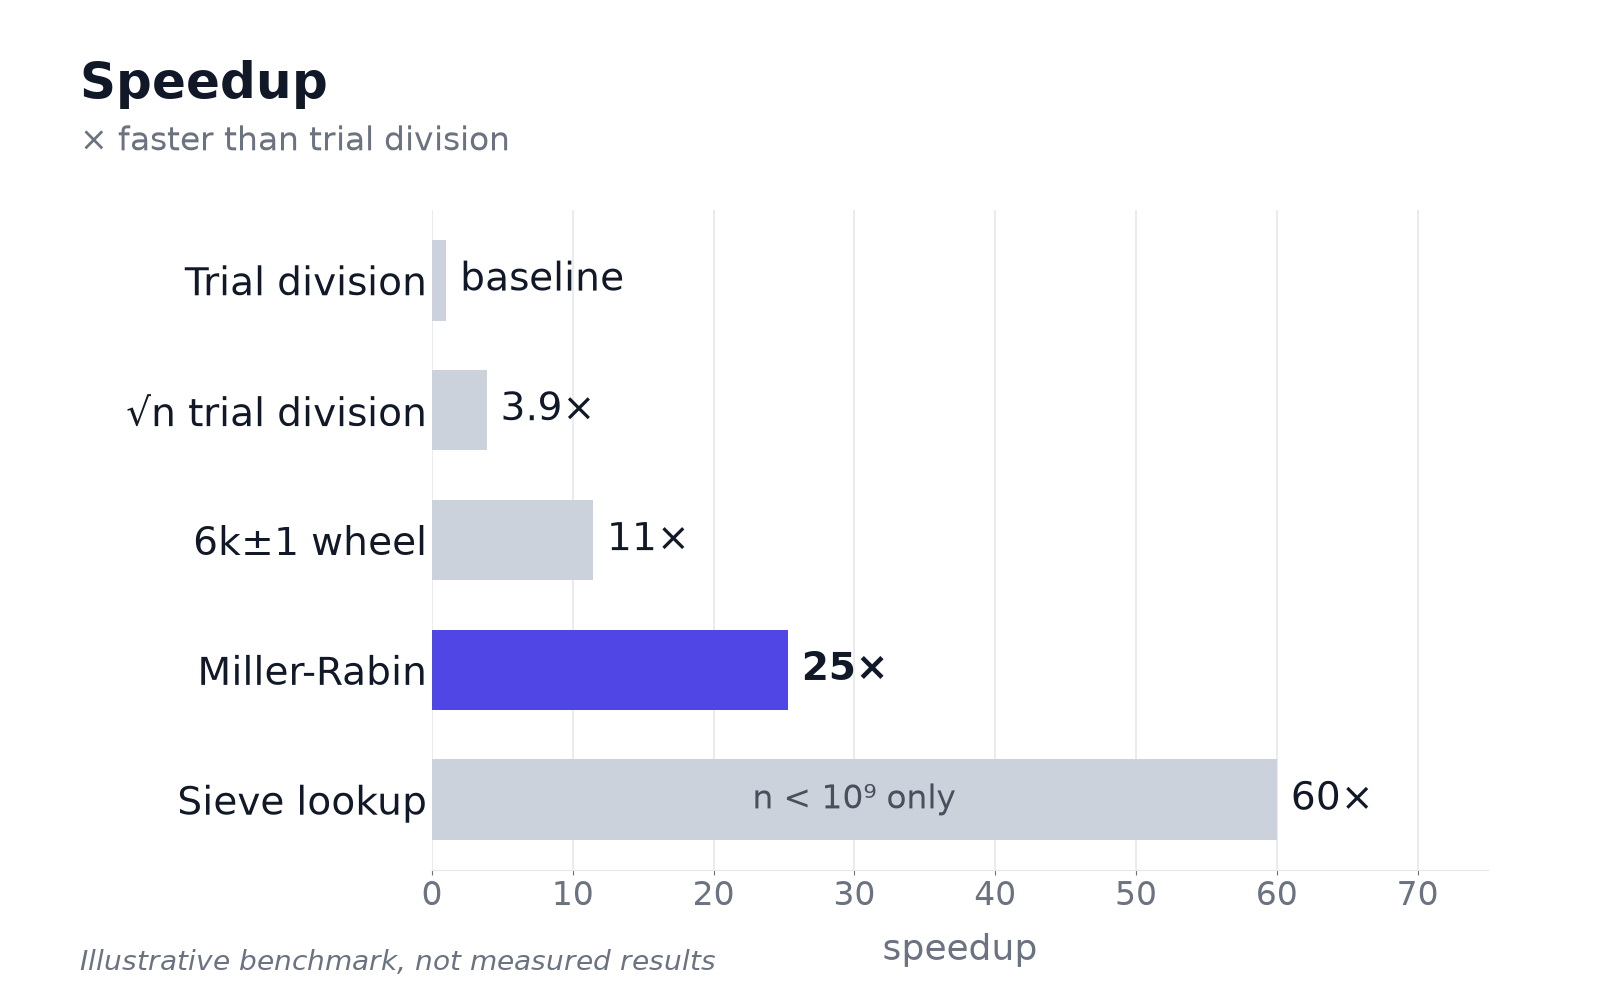 Speedup
× faster than trial division
Trial division
baseline
√n trial division
3.9×
6k±1 wheel
11×
Miller-Rabin
25×
Sieve lookup
n < 10⁹ only
60×
0 10 20 30 40 50 60 70
speedup
Illustrative benchmark, not measured results